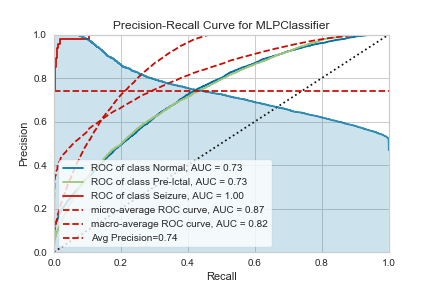 Precision-Recall Curve for MLPClassifier
1.0
0.8
0.6
0.4
0.2
0.0
Precision
ROC of class Normal, AUC = 0.73
ROC of class Pre-Ictal, AUC = 0.73
ROC of class Seizure, AUC = 1.00
micro-average ROC curve, AUC = 0.87
macro-average ROC curve, AUC = 0.82
Avg Precision=0.74
0.0 0.2 0.4 0.6 0.8 1.0
Recall